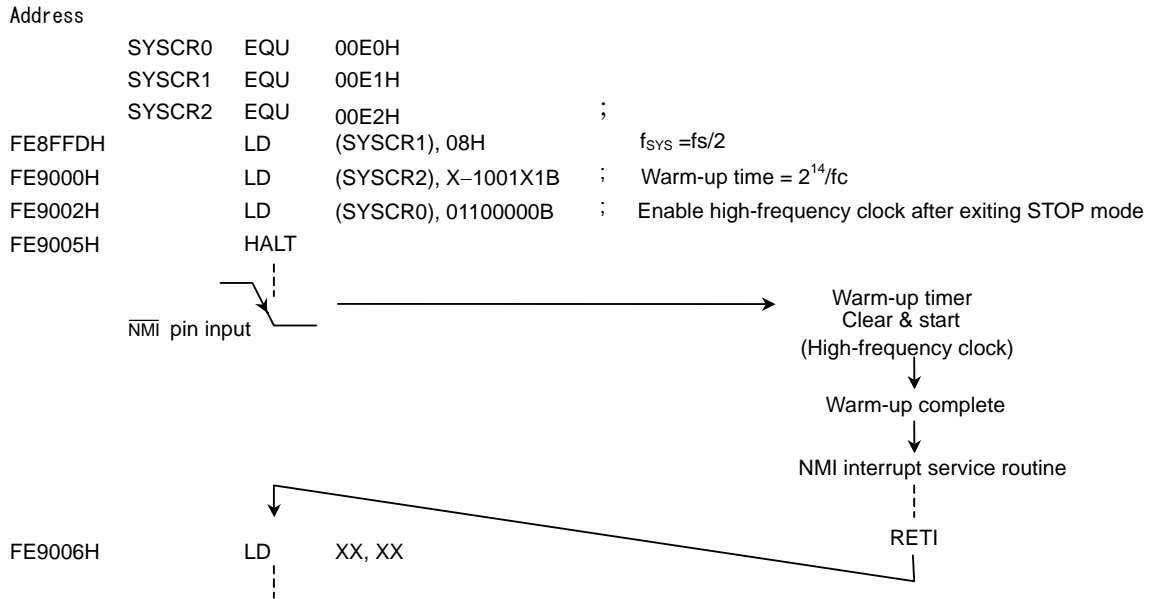 Address
SYSCR0 EQU 00E0H
SYSCR1 EQU 00E1H
SYSCR2 EQU 00E2H ;
FE8FFDH LD (SYSCR1), 08H fSYS =fs/2
FE9000H LD (SYSCR2), X−1001X1B ; Warm-up time = 2^14/fc
FE9002H LD (SYSCR0), 01100000B ; Enable high-frequency clock after exiting STOP mode
FE9005H HALT
NMI pin input
Warm-up timer
Clear & start
(High-frequency clock)
Warm-up complete
NMI interrupt service routine
RETI
FE9006H LD XX, XX